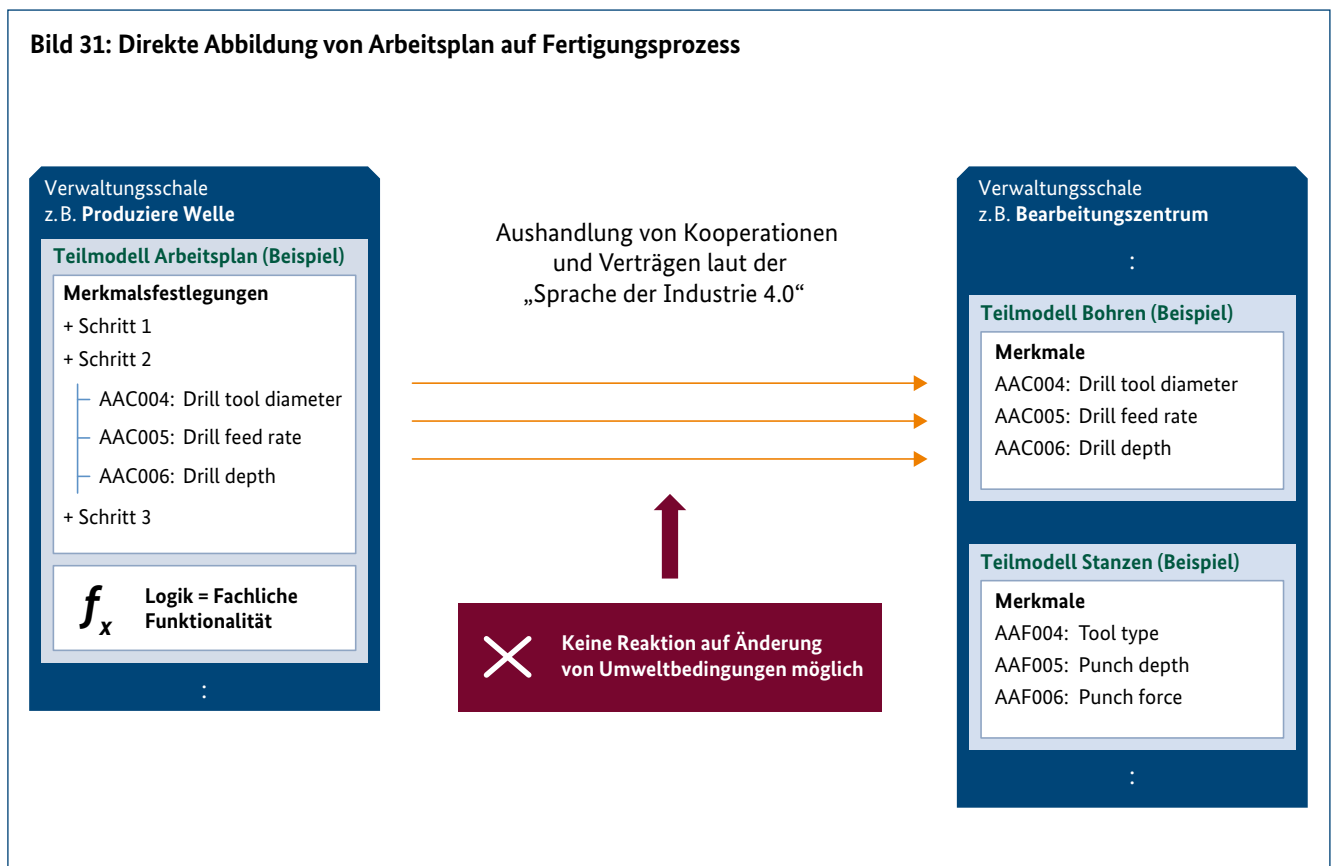 Bild 31: Direkte Abbildung von Arbeitsplan auf Fertigungsprozess
Verwaltungsschale
z.B. Produziere Welle
Teilmodell Arbeitsplan (Beispiel)
Merkmalsfestlegungen
+ Schritt 1
+ Schritt 2
AAC004: Drill tool diameter
AAC005: Drill feed rate
AAC006: Drill depth
+ Schritt 3
fx
Logik = Fachliche
Funktionalität
:
Aushandlung von Kooperationen
und Verträgen laut der
„Sprache der Industrie 4.0“
Keine Reaktion auf Änderung
von Umweltbedingungen möglich
Verwaltungsschale
z.B. Bearbeitungszentrum
:
Teilmodell Bohren (Beispiel)
Merkmale
AAC004: Drill tool diameter
AAC005: Drill feed rate
AAC006: Drill depth
Teilmodell Stanzen (Beispiel)
Merkmale
AAF004: Tool type
AAF005: Punch depth
AAF006: Punch force
: